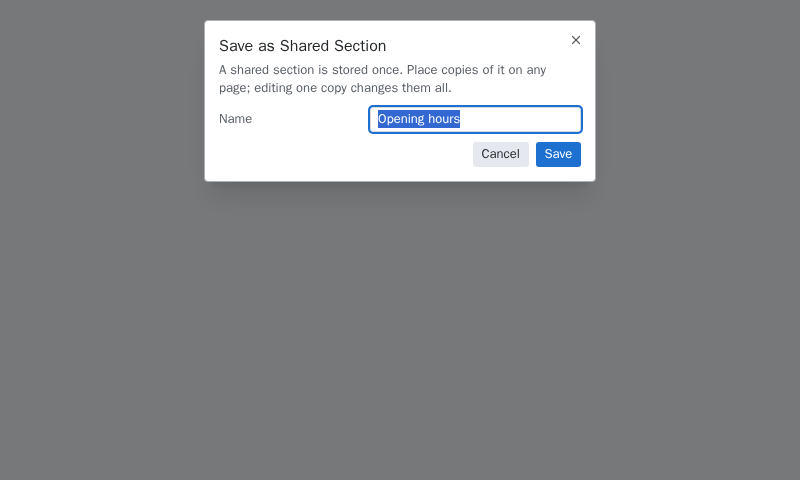 Save as Shared Section
×
A shared section is stored once. Place copies of it on any
page; editing one copy changes them all.
Name
Opening hours
Cancel
Save